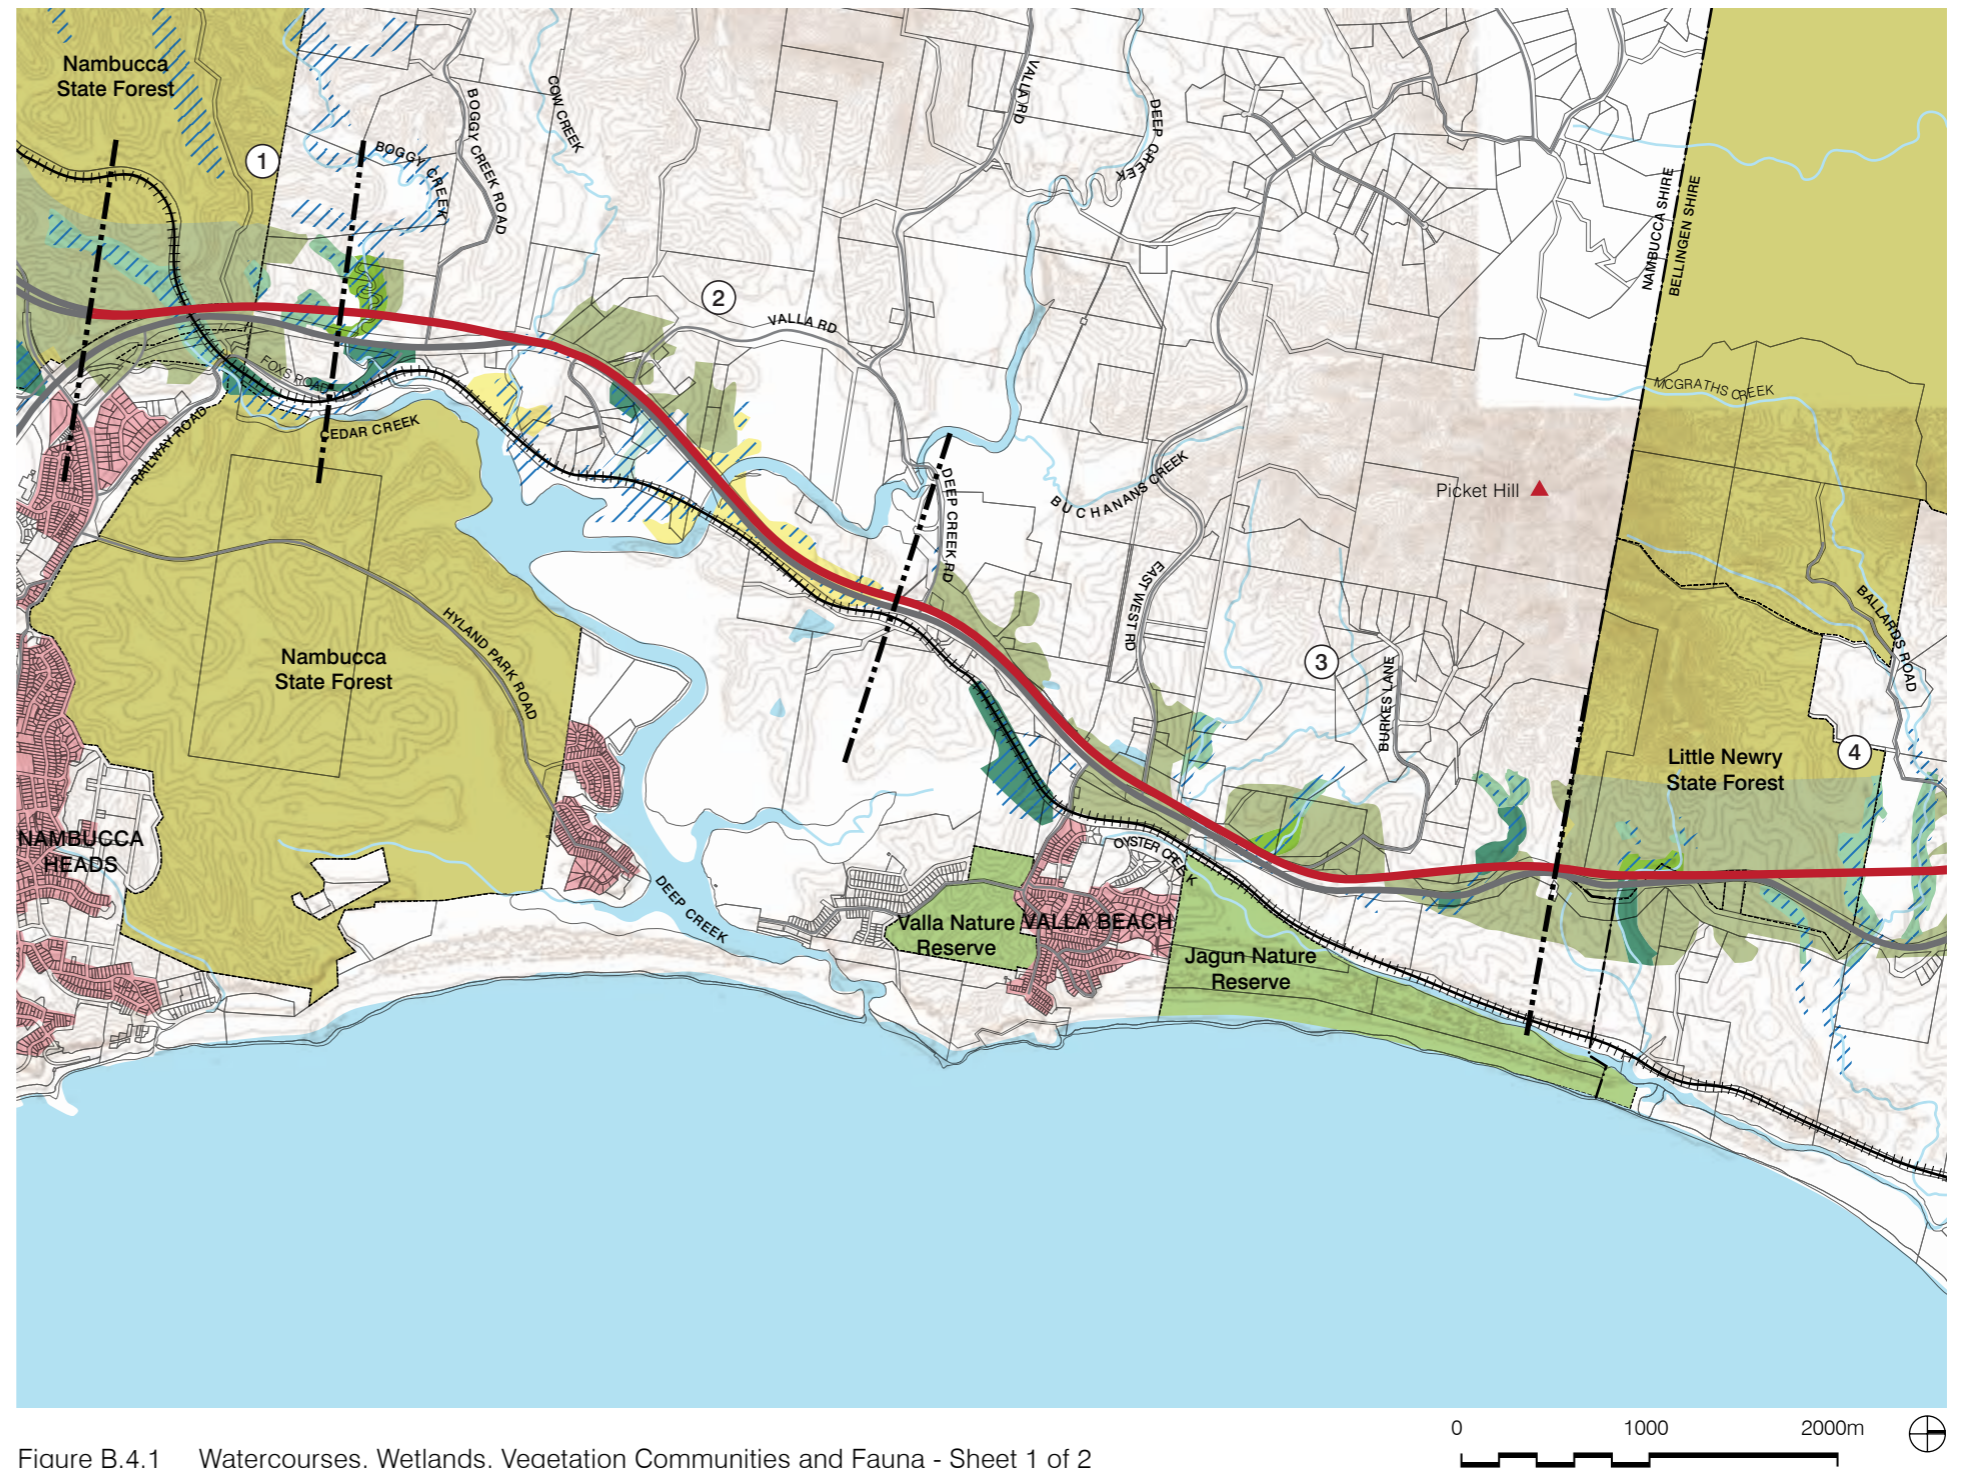 Nambucca
State Forest
1
BOGGY
CREEK
BOGGY CREEK ROAD
COW CREEK
VALLA RD
DEEP
CREEK
NAMBUCCA SHIRE
BELLINGEN SHIRE
2
VALLA RD
FOXS ROAD
CEDAR CREEK
RAILWAY ROAD
MCGRATHS CREEK
DEEP CREEK RD
BUCHANANS CREEK
Picket Hill
EAST WEST RD
BALLARDS ROAD
HYLAND PARK ROAD
Nambucca
State Forest
3
BURKES LANE
4
Little Newry
State Forest
NAMBUCCA
HEADS
OYSTER CREEK
DEEP CREEK
Valla Nature
Reserve
VALLA BEACH
Jagun Nature
Reserve
0 1000 2000m
Figure B.4.1 Watercourses, Wetlands, Vegetation Communities and Fauna - Sheet 1 of 2